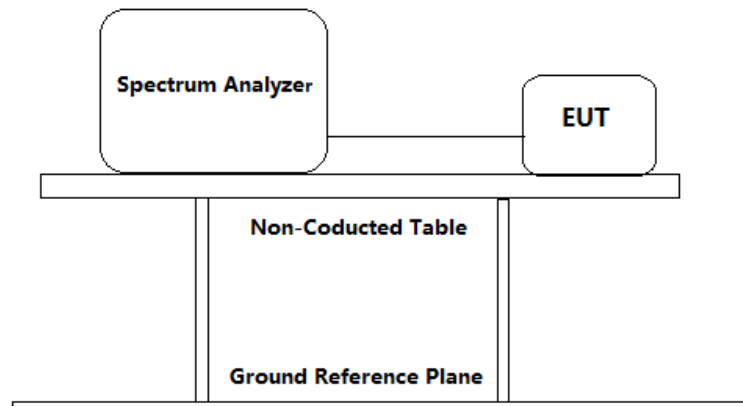 Spectrum Analyzer
EUT
Non-Coducted Table
Ground Reference Plane